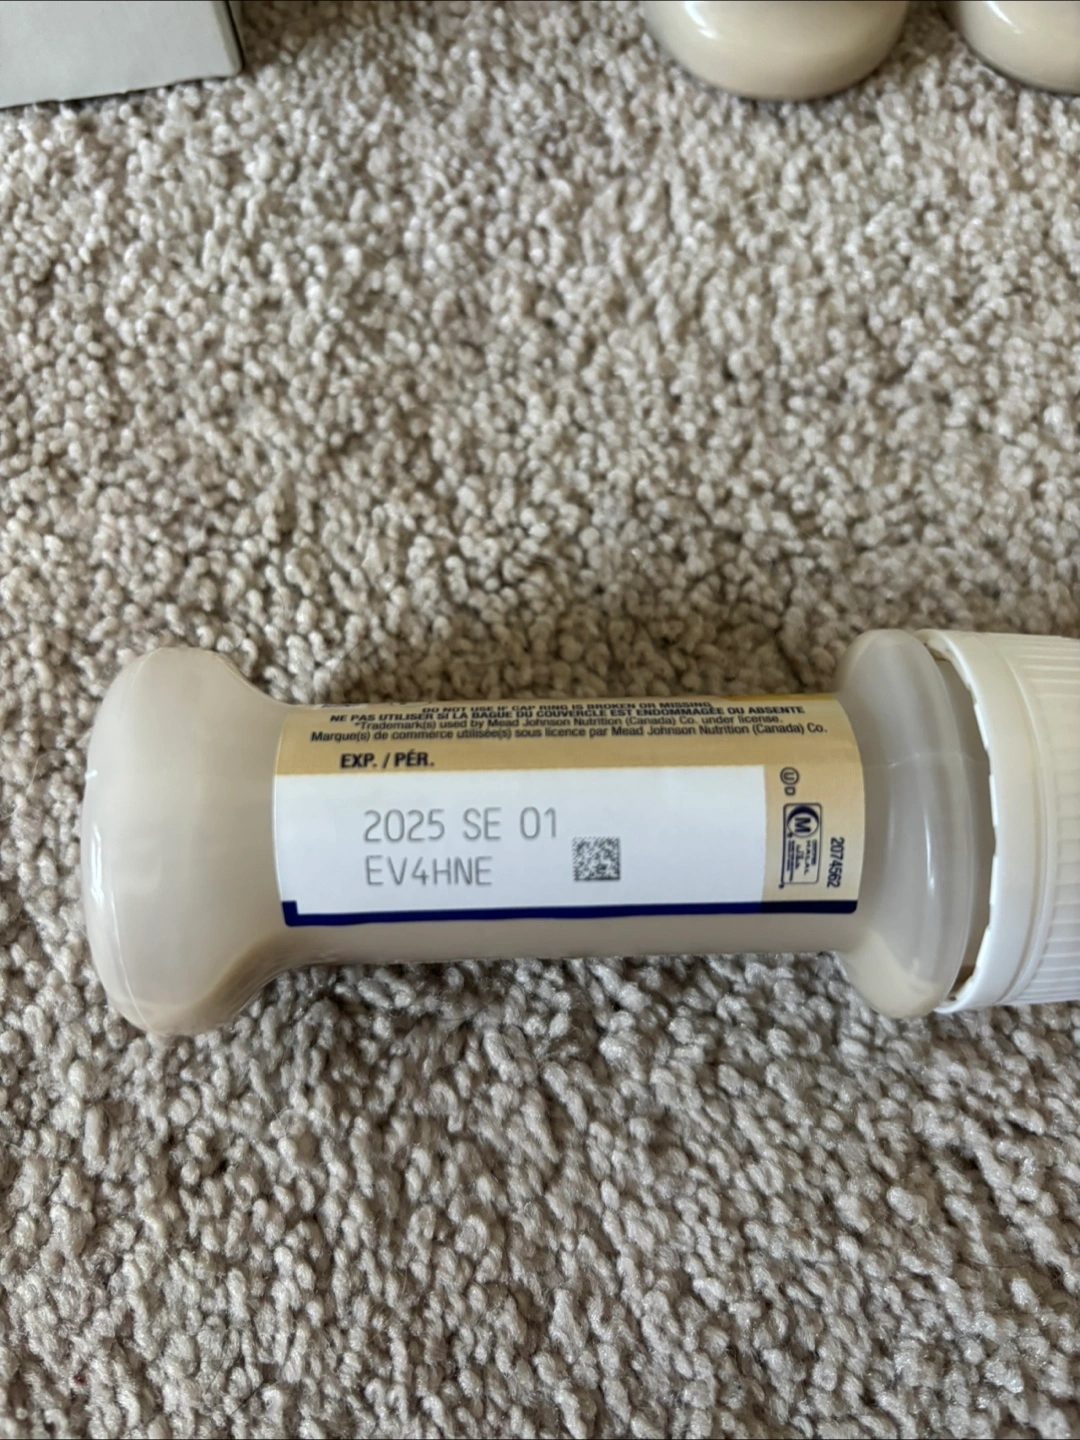 DO NOT USE IF CAP RING IS BROKEN OR MISSING
NE PAS UTILISER SI LA BAGUE DU COUVERCLE EST ENDOMMAGÉE OU ABSENTE
*Trademark(s) used by Mead Johnson Nutrition (Canada) Co. under license.
Marque(s) de commerce utilisée(s) sous licence par Mead Johnson Nutrition (Canada) Co.
EXP. / PÉR.
2025 SE 01
EV4HNE
U D
M
2074562